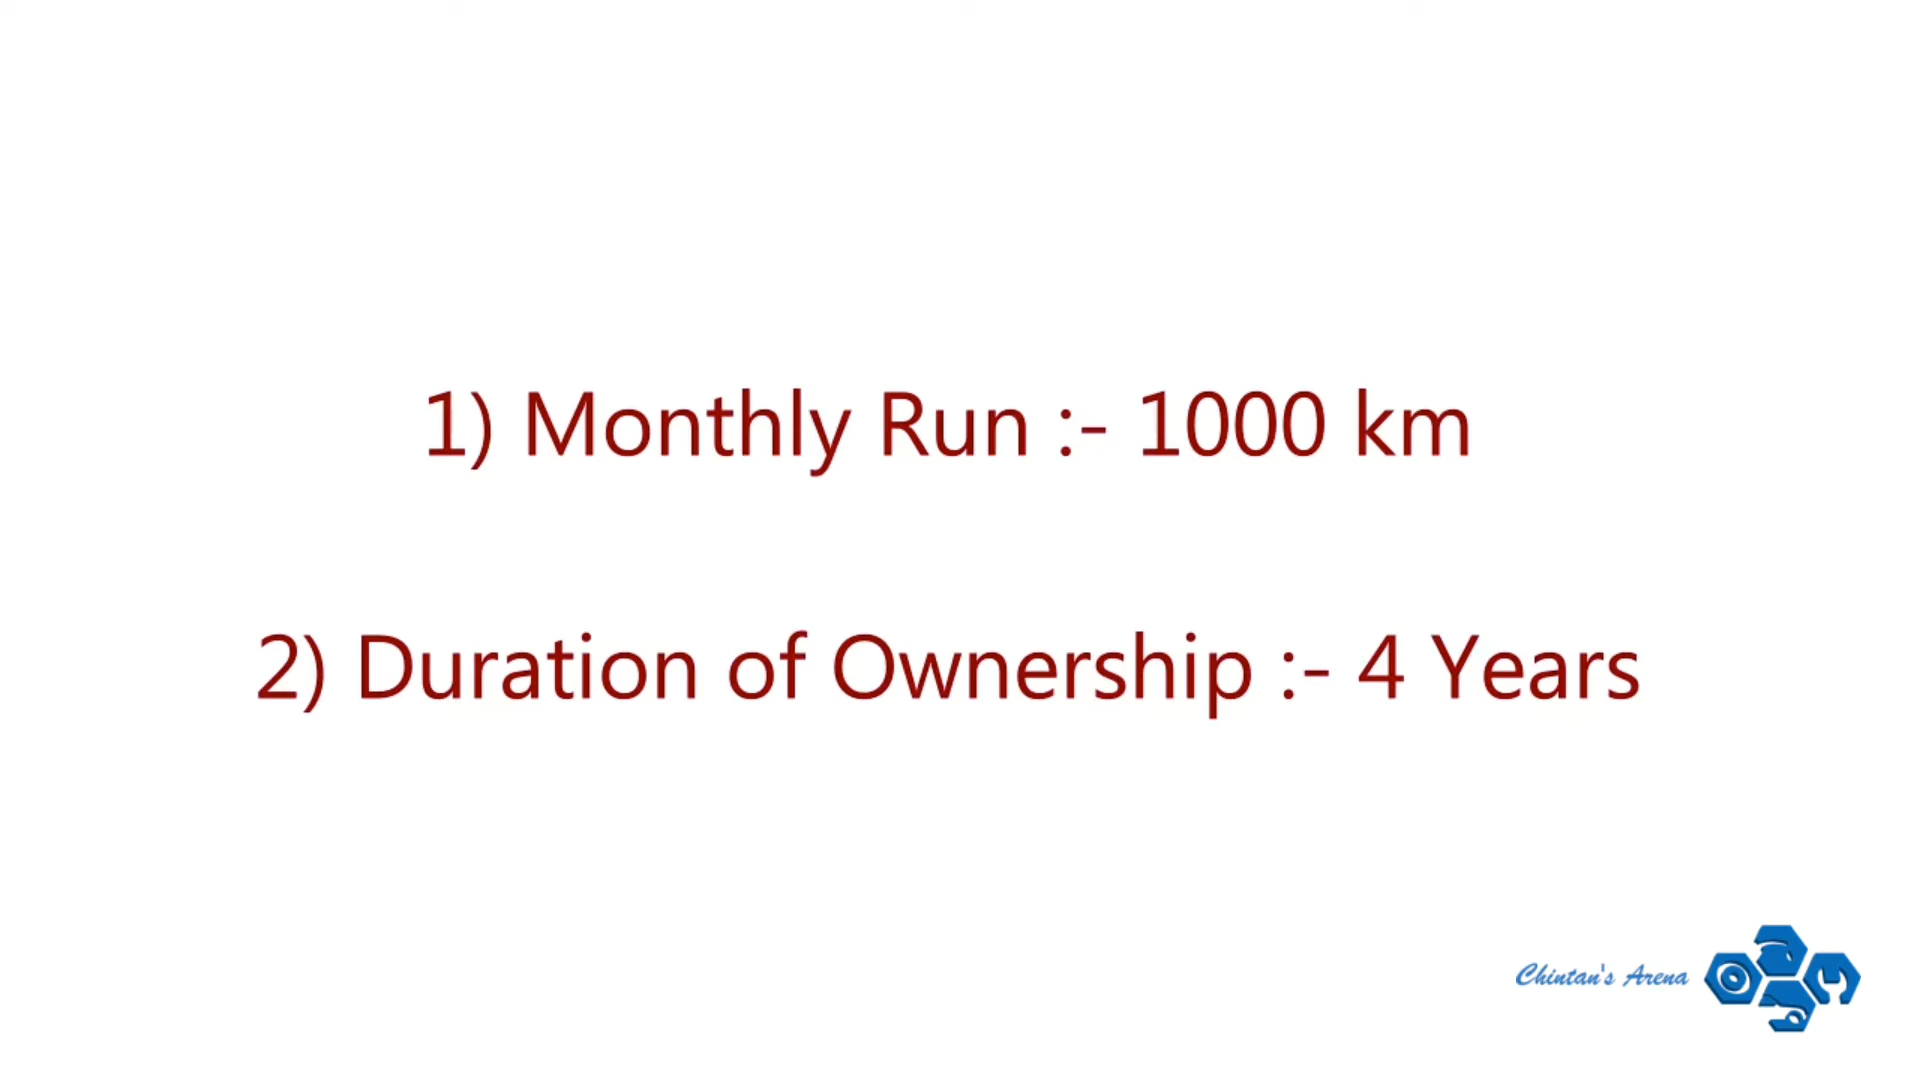 1) Monthly Run :- 1000 km
2) Duration of Ownership :- 4 Years
Chintan's Arena